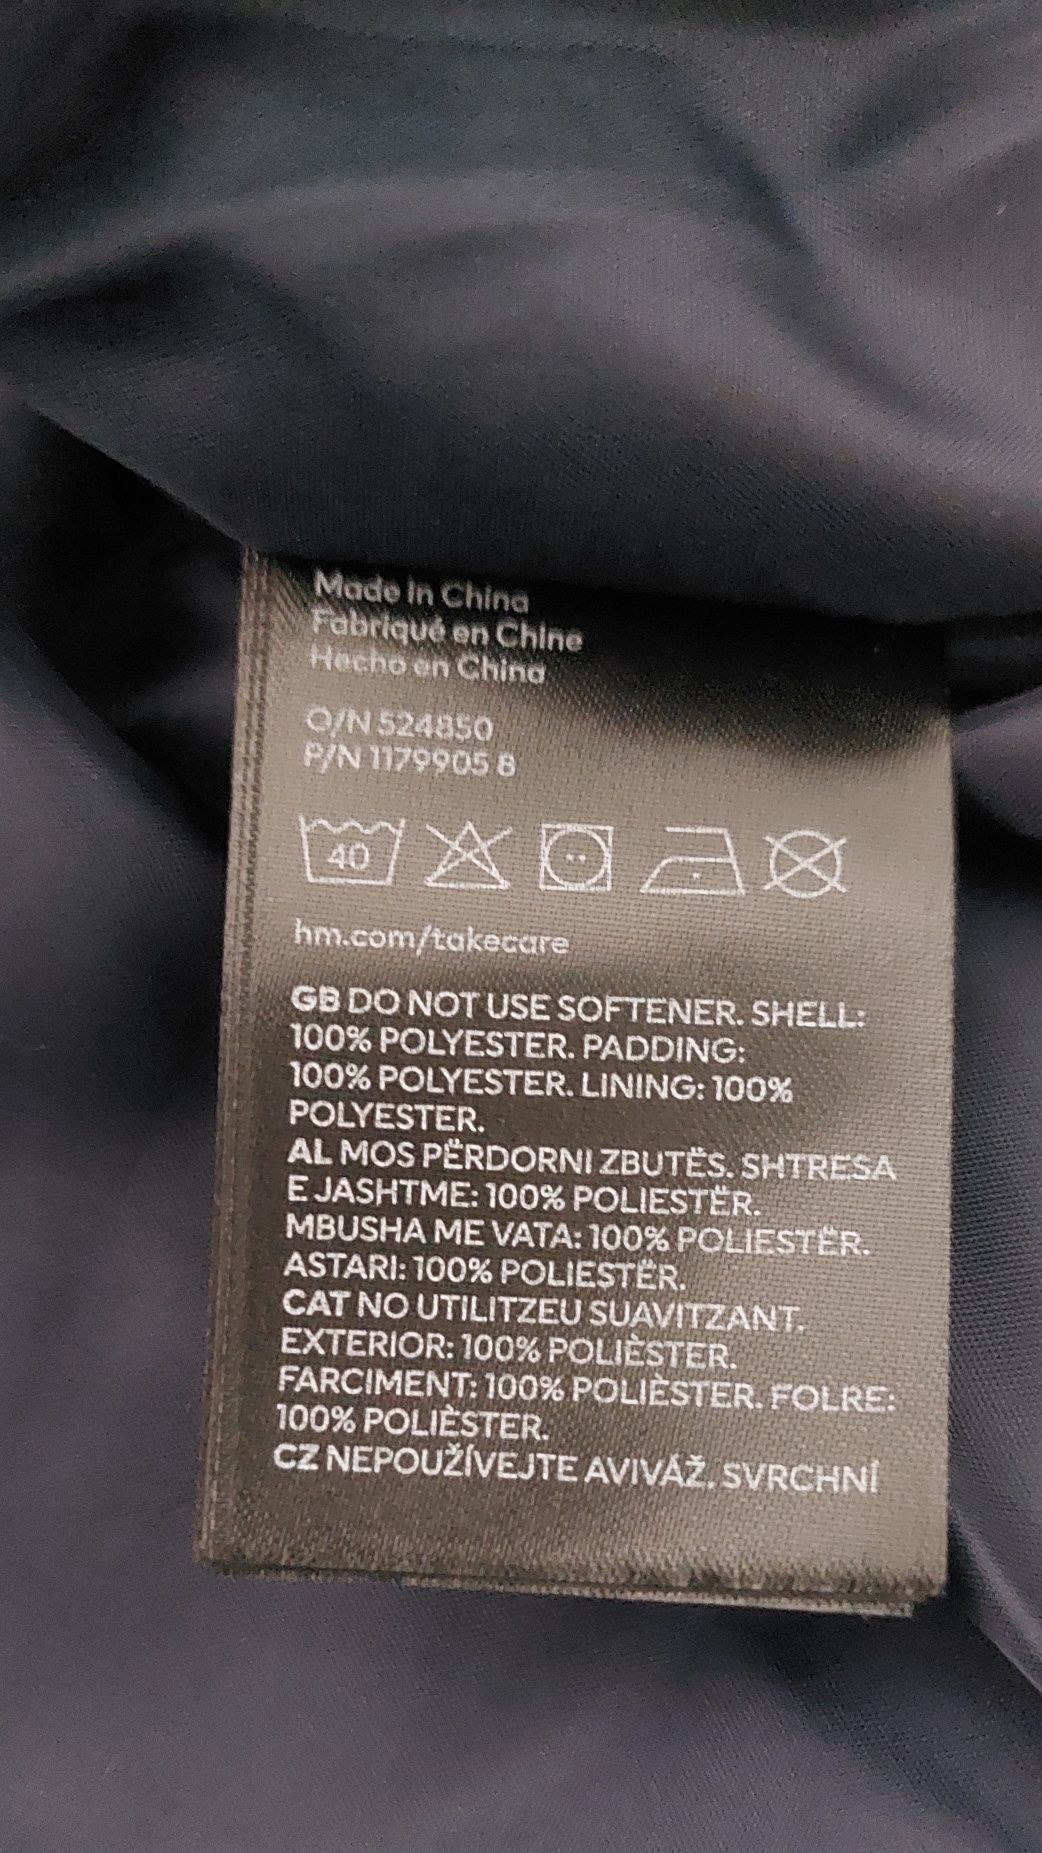 Made in China
Fabriqué en Chine
Hecho en China
O/N 524850
P/N 1179905 8
40
hm.com/takecare
GB DO NOT USE SOFTENER. SHELL:
100% POLYESTER. PADDING:
100% POLYESTER. LINING: 100%
POLYESTER.
AL MOS PËRDORNI ZBUTËS. SHTRESA
E JASHTME: 100% POLIESTËR.
MBUSHA ME VATA: 100% POLIESTËR.
ASTARI: 100% POLIESTËR.
CAT NO UTILITZEU SUAVITZANT.
EXTERIOR: 100% POLIÈSTER.
FARCIMENT: 100% POLIÈSTER. FOLRE:
100% POLIÈSTER.
CZ NEPOUŽÍVEJTE AVIVÁŽ. SVRCHNÍ